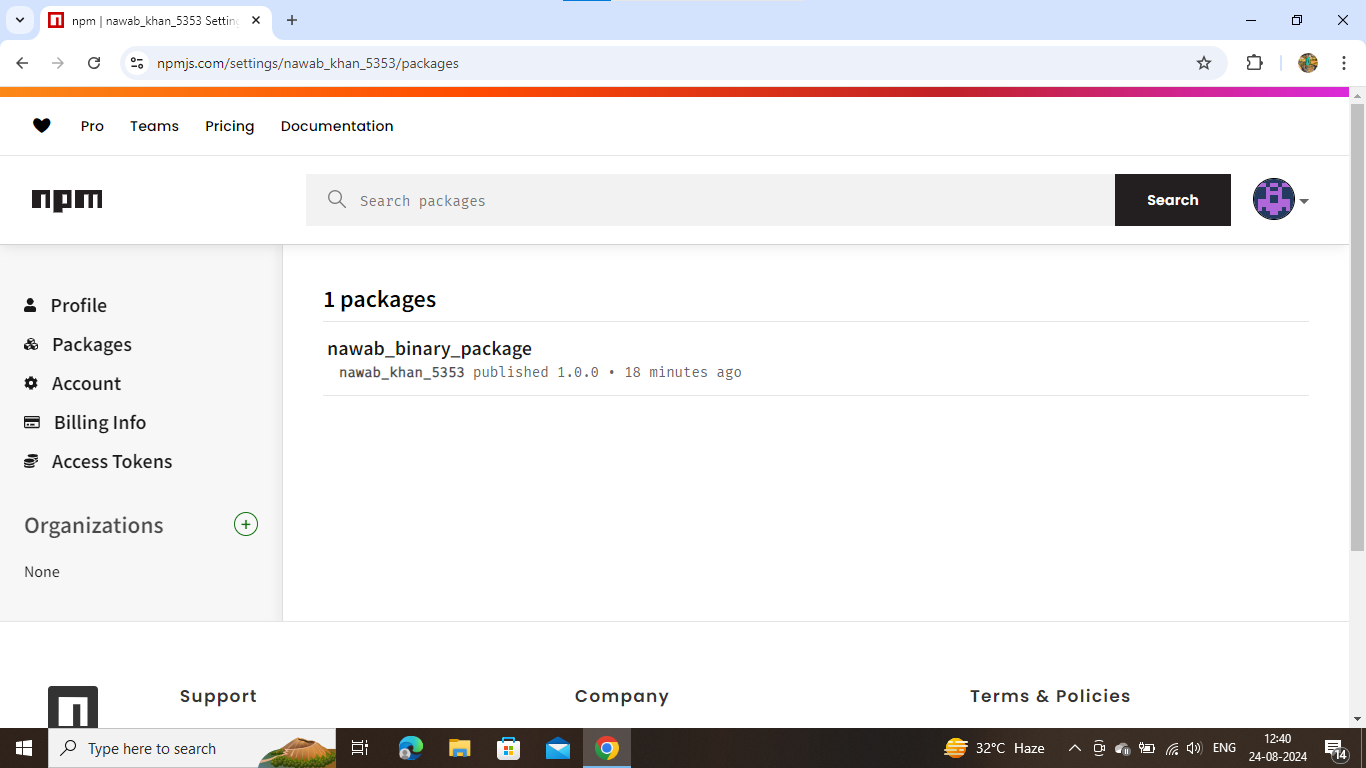 npm | nawab_khan_5353 Setting
npmjs.com/settings/nawab_khan_5353/packages
Pro
Teams
Pricing
Documentation
npm
Search packages
Search
Profile
Packages
Account
Billing Info
Access Tokens
Organizations
None
1 packages
nawab_binary_package
nawab_khan_5353 published 1.0.0 • 18 minutes ago
Support
Company
Terms & Policies
Type here to search
32°C Haze
ENG
12:40
24-08-2024
14